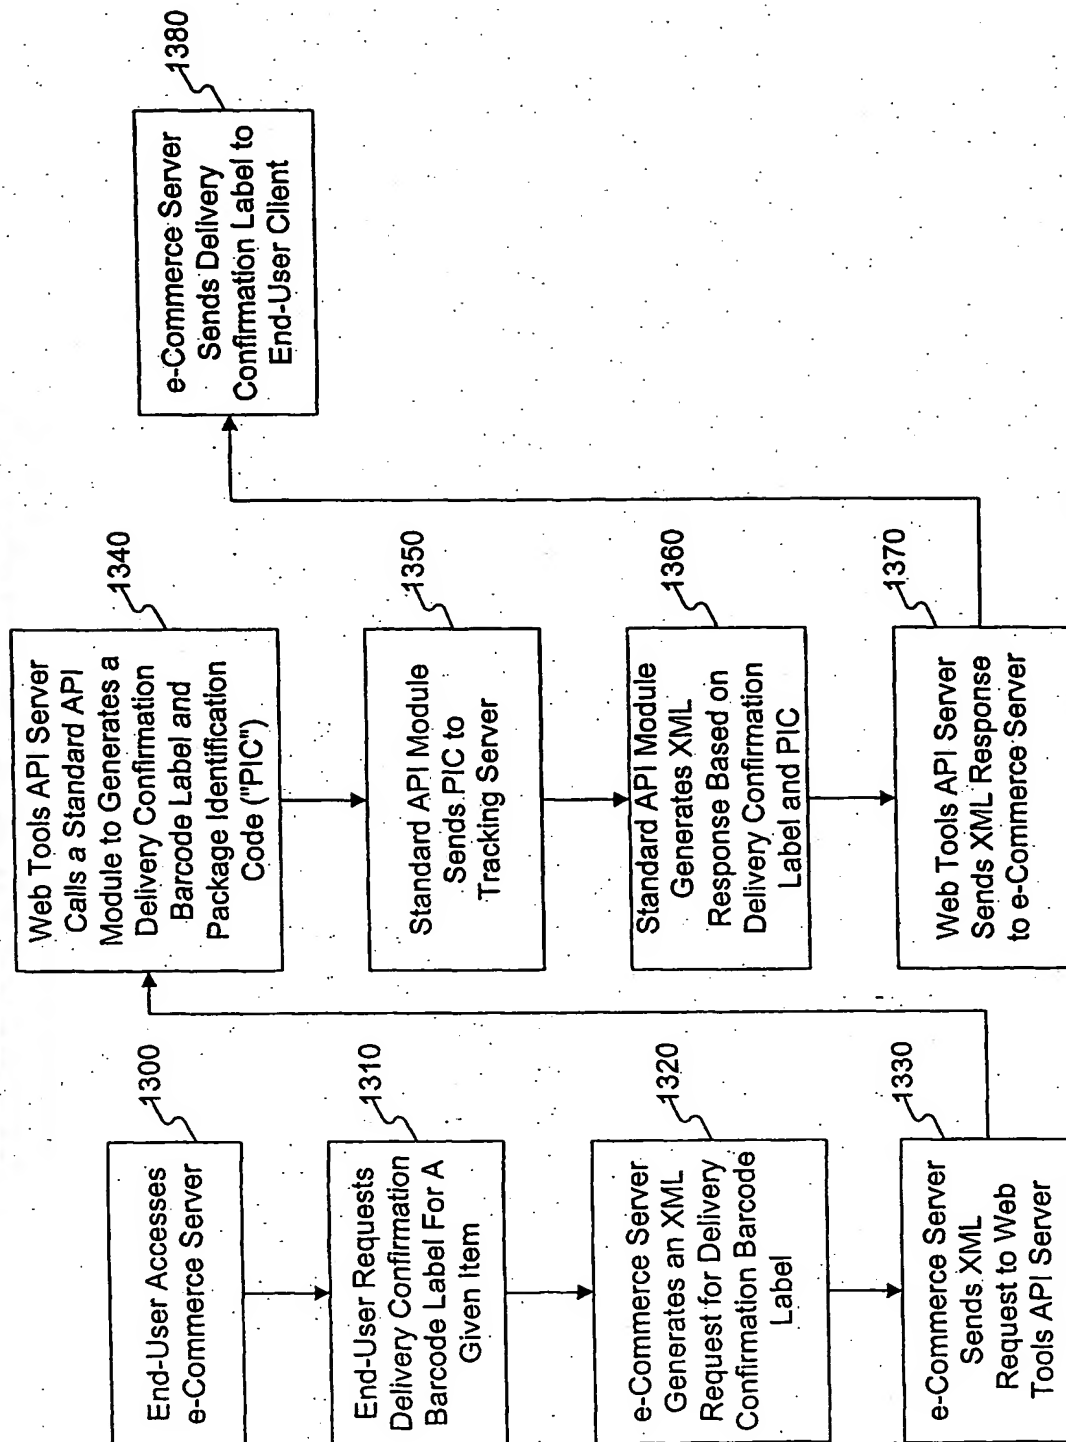 End-User Accesses
e-Commerce Server
1300
End-User Requests
Delivery Confirmation
Barcode Label For A
Given Item
1310
e-Commerce Server
Generates an XML
Request for Delivery
Confirmation Barcode
Label
1320
e-Commerce Server
Sends XML
Request to Web
Tools API Server
1330
Web Tools API Server
Calls a Standard API
Module to Generates a
Delivery Confirmation
Barcode Label and
Package Identification
Code ("PIC")
1340
Standard API Module
Sends PIC to
Tracking Server
1350
Standard API Module
Generates XML
Response Based on
Delivery Confirmation
Label and PIC
1360
Web Tools API Server
Sends XML Response
to e-Commerce Server
1370
e-Commerce Server
Sends Delivery
Confirmation Label to
End-User Client
1380